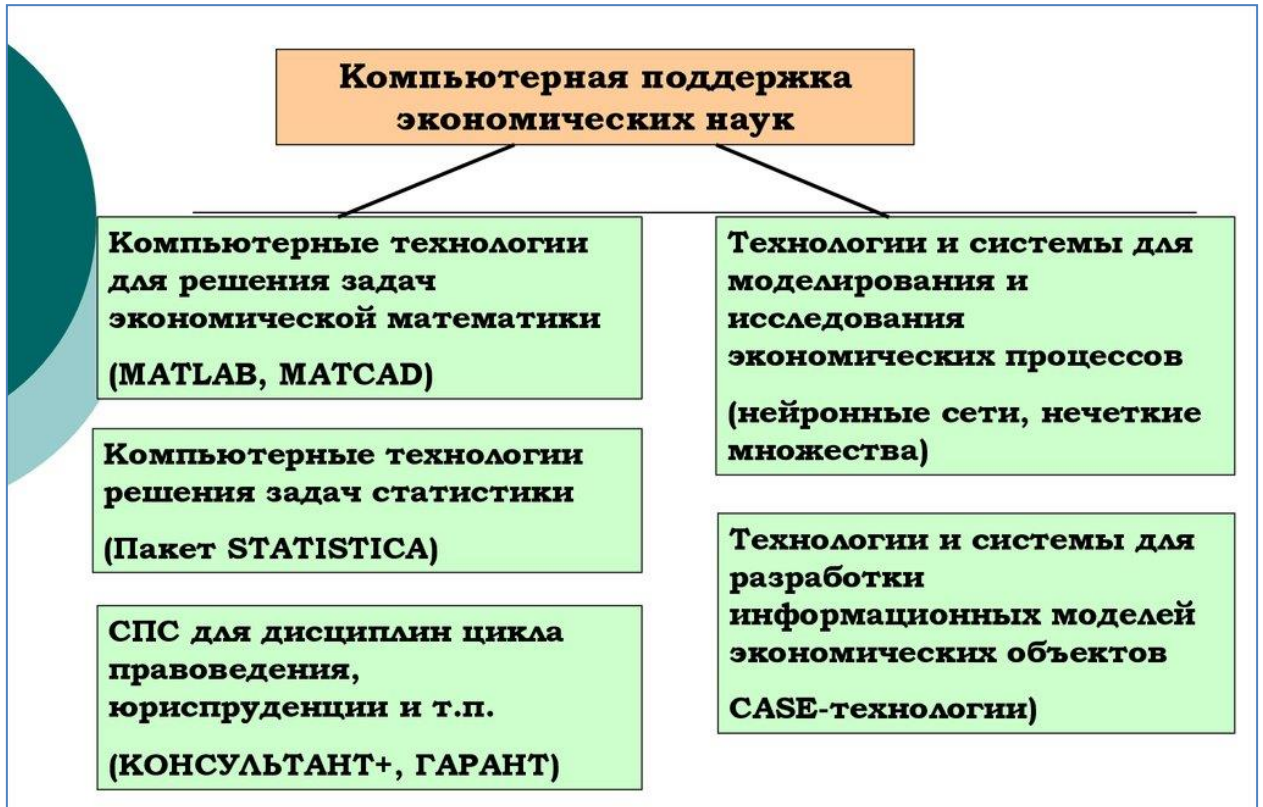 Компьютерная поддержка
экономических наук
Компьютерные технологии
для решения задач
экономической математики
(MATLAB, MATCAD)
Компьютерные технологии
решения задач статистики
(Пакет STATISTICA)
СПС для дисциплин цикла
правоведения,
юриспруденции и т.п.
(КОНСУЛЬТАНТ+, ГАРАНТ)
Технологии и системы для
моделирования и
исследования
экономических процессов
(нейронные сети, нечеткие
множества)
Технологии и системы для
разработки
информационных моделей
экономических объектов
CASE-технологии)